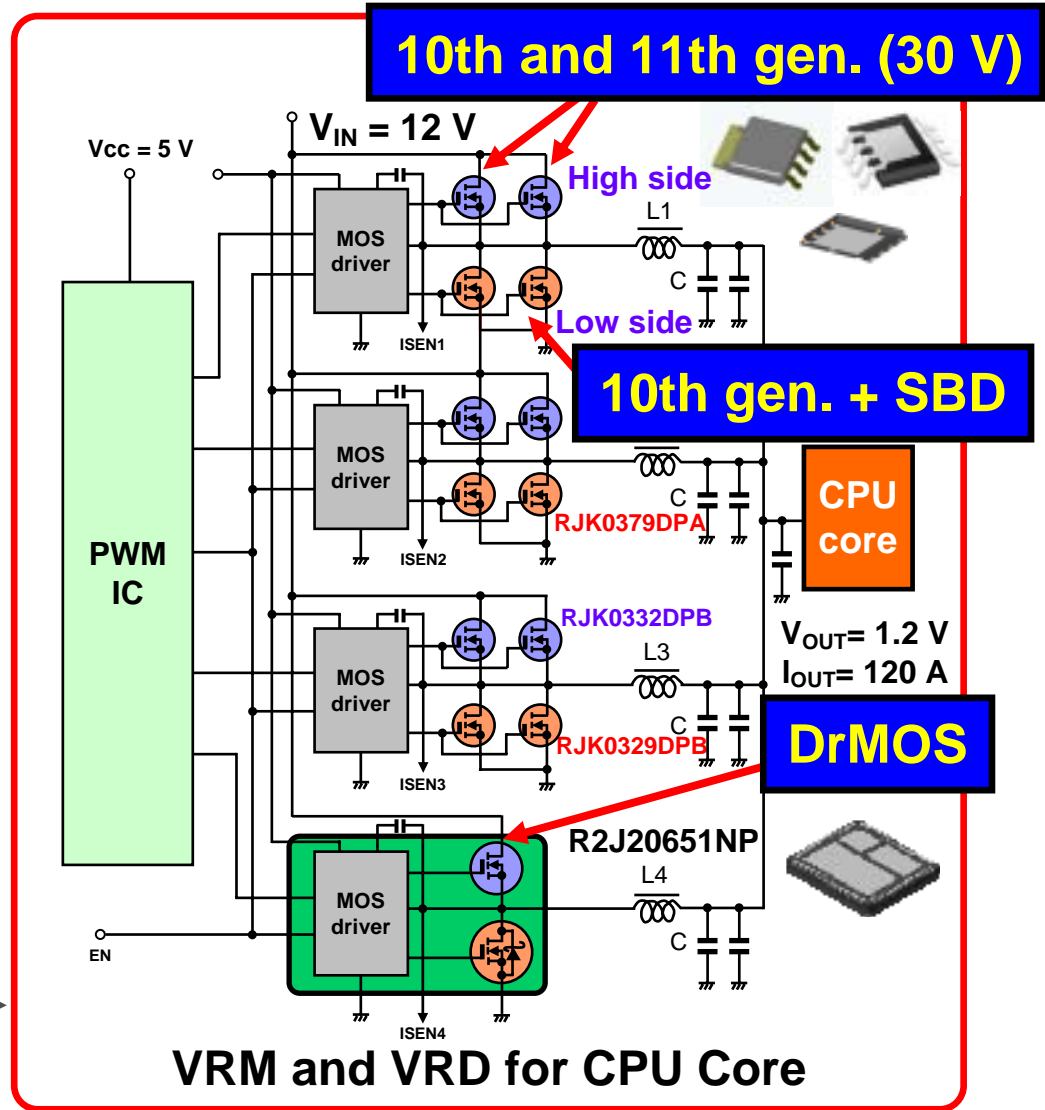 10th and 11th gen. (30 V)
VIN = 12 V
Vcc = 5 V
High side
L1
MOS
driver
C
Low side
ISEN1
10th gen. + SBD
MOS
driver
C
RJK0379DPA
ISEN2
CPU
core
PWM
IC
RJK0332DPB
VOUT= 1.2 V
IOUT= 120 A
L3
MOS
driver
C
RJK0329DPB
ISEN3
DrMOS
R2J20651NP
L4
MOS
driver
C
EN
ISEN4
VRM and VRD for CPU Core